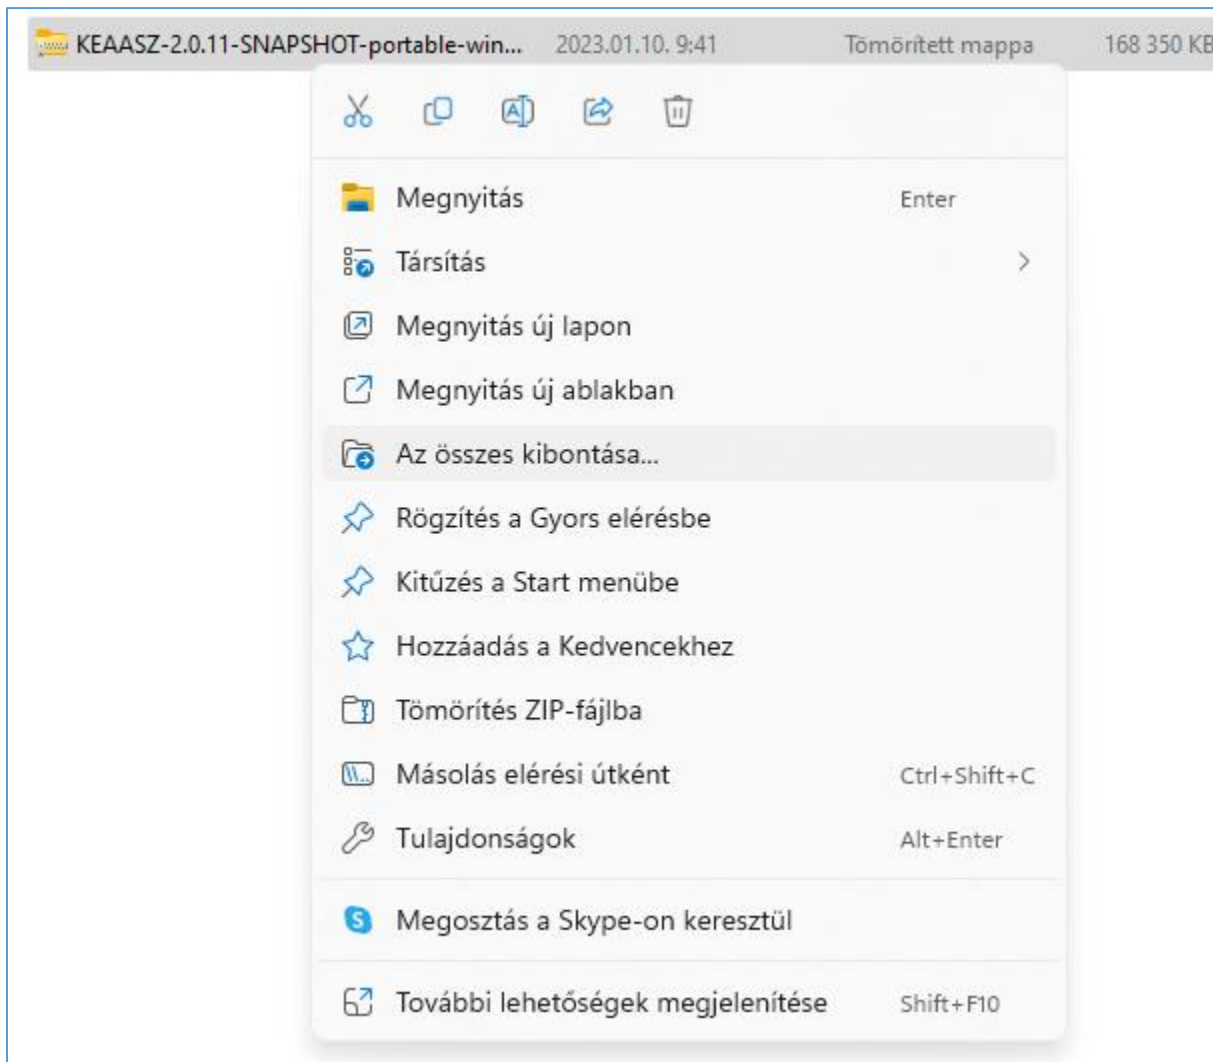 KEAASZ-2.0.11-SNAPSHOT-portable-win... 2023.01.10. 9:41 Tömörített mappa 168 350 KB
Megnyitás Enter
Társítás
Megnyitás új lapon
Megnyitás új ablakban
Az összes kibontása...
Rögzítés a Gyors elérésbe
Kitűzés a Start menübe
Hozzáadás a Kedvencekhez
Tömörítés ZIP-fájlba
Másolás elérési útként Ctrl+Shift+C
Tulajdonságok Alt+Enter
Megosztás a Skype-on keresztül
További lehetőségek megjelenítése Shift+F10